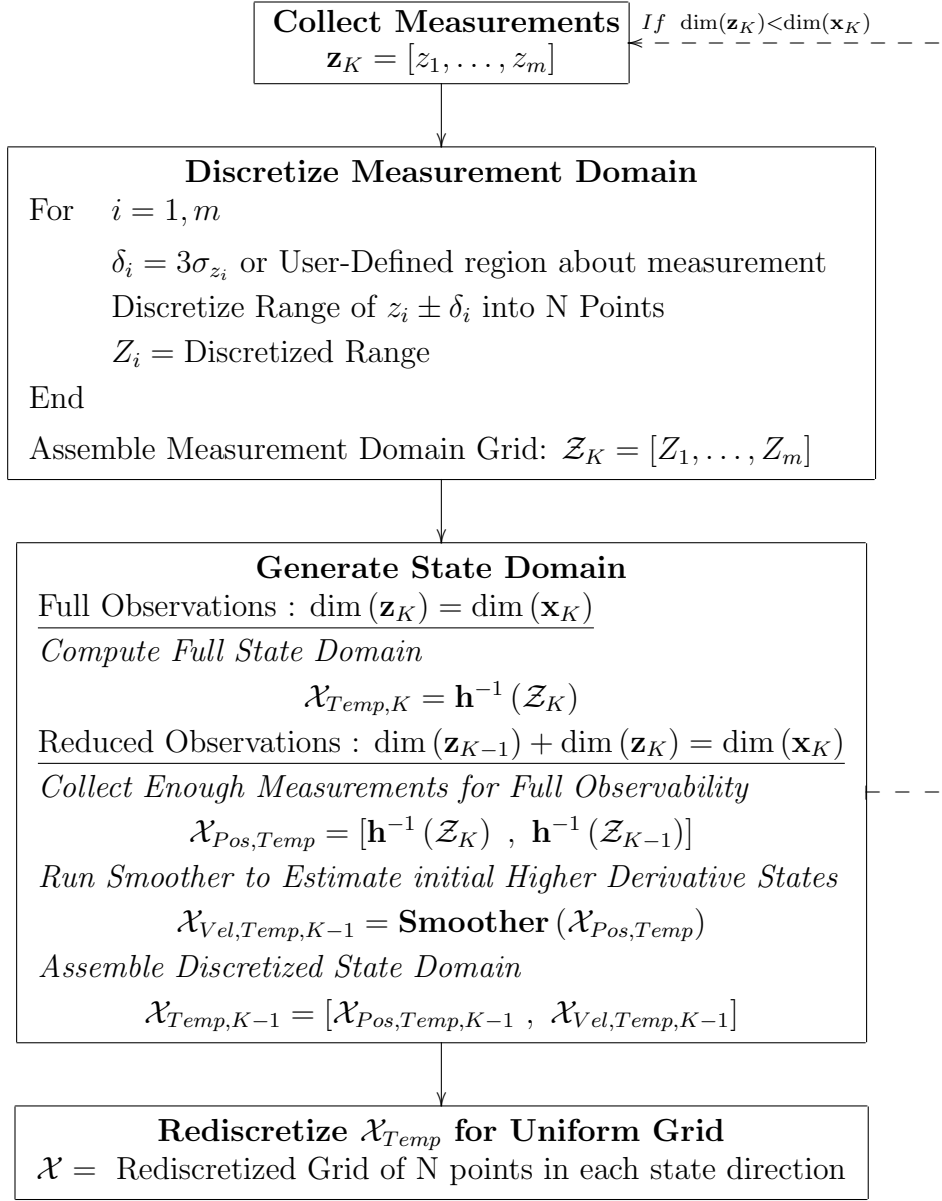 Collect Measurements
𝐳_K = [z_1, . . . , z_m]
If dim(𝐳_K)<dim(𝐱_K)
Discretize Measurement Domain
For i = 1, m
δ_i = 3σ_{z_i} or User-Defined region about measurement
Discretize Range of z_i ± δ_i into N Points
Z_i = Discretized Range
End
Assemble Measurement Domain Grid: 𝒵_K = [Z_1, . . . , Z_m]
Generate State Domain
Full Observations : dim (𝐳_K) = dim (𝐱_K)
Compute Full State Domain
𝒳_{Temp,K} = 𝐡^{-1} (𝒵_K)
Reduced Observations : dim (𝐳_{K-1}) + dim (𝐳_K) = dim (𝐱_K)
Collect Enough Measurements for Full Observability
𝒳_{Pos,Temp} = [𝐡^{-1} (𝒵_K) , 𝐡^{-1} (𝒵_{K-1})]
Run Smoother to Estimate initial Higher Derivative States
𝒳_{Vel,Temp,K-1} = Smoother (𝒳_{Pos,Temp})
Assemble Discretized State Domain
𝒳_{Temp,K-1} = [𝒳_{Pos,Temp,K-1} , 𝒳_{Vel,Temp,K-1}]
Rediscretize 𝒳_{Temp} for Uniform Grid
𝒳 = Rediscretized Grid of N points in each state direction